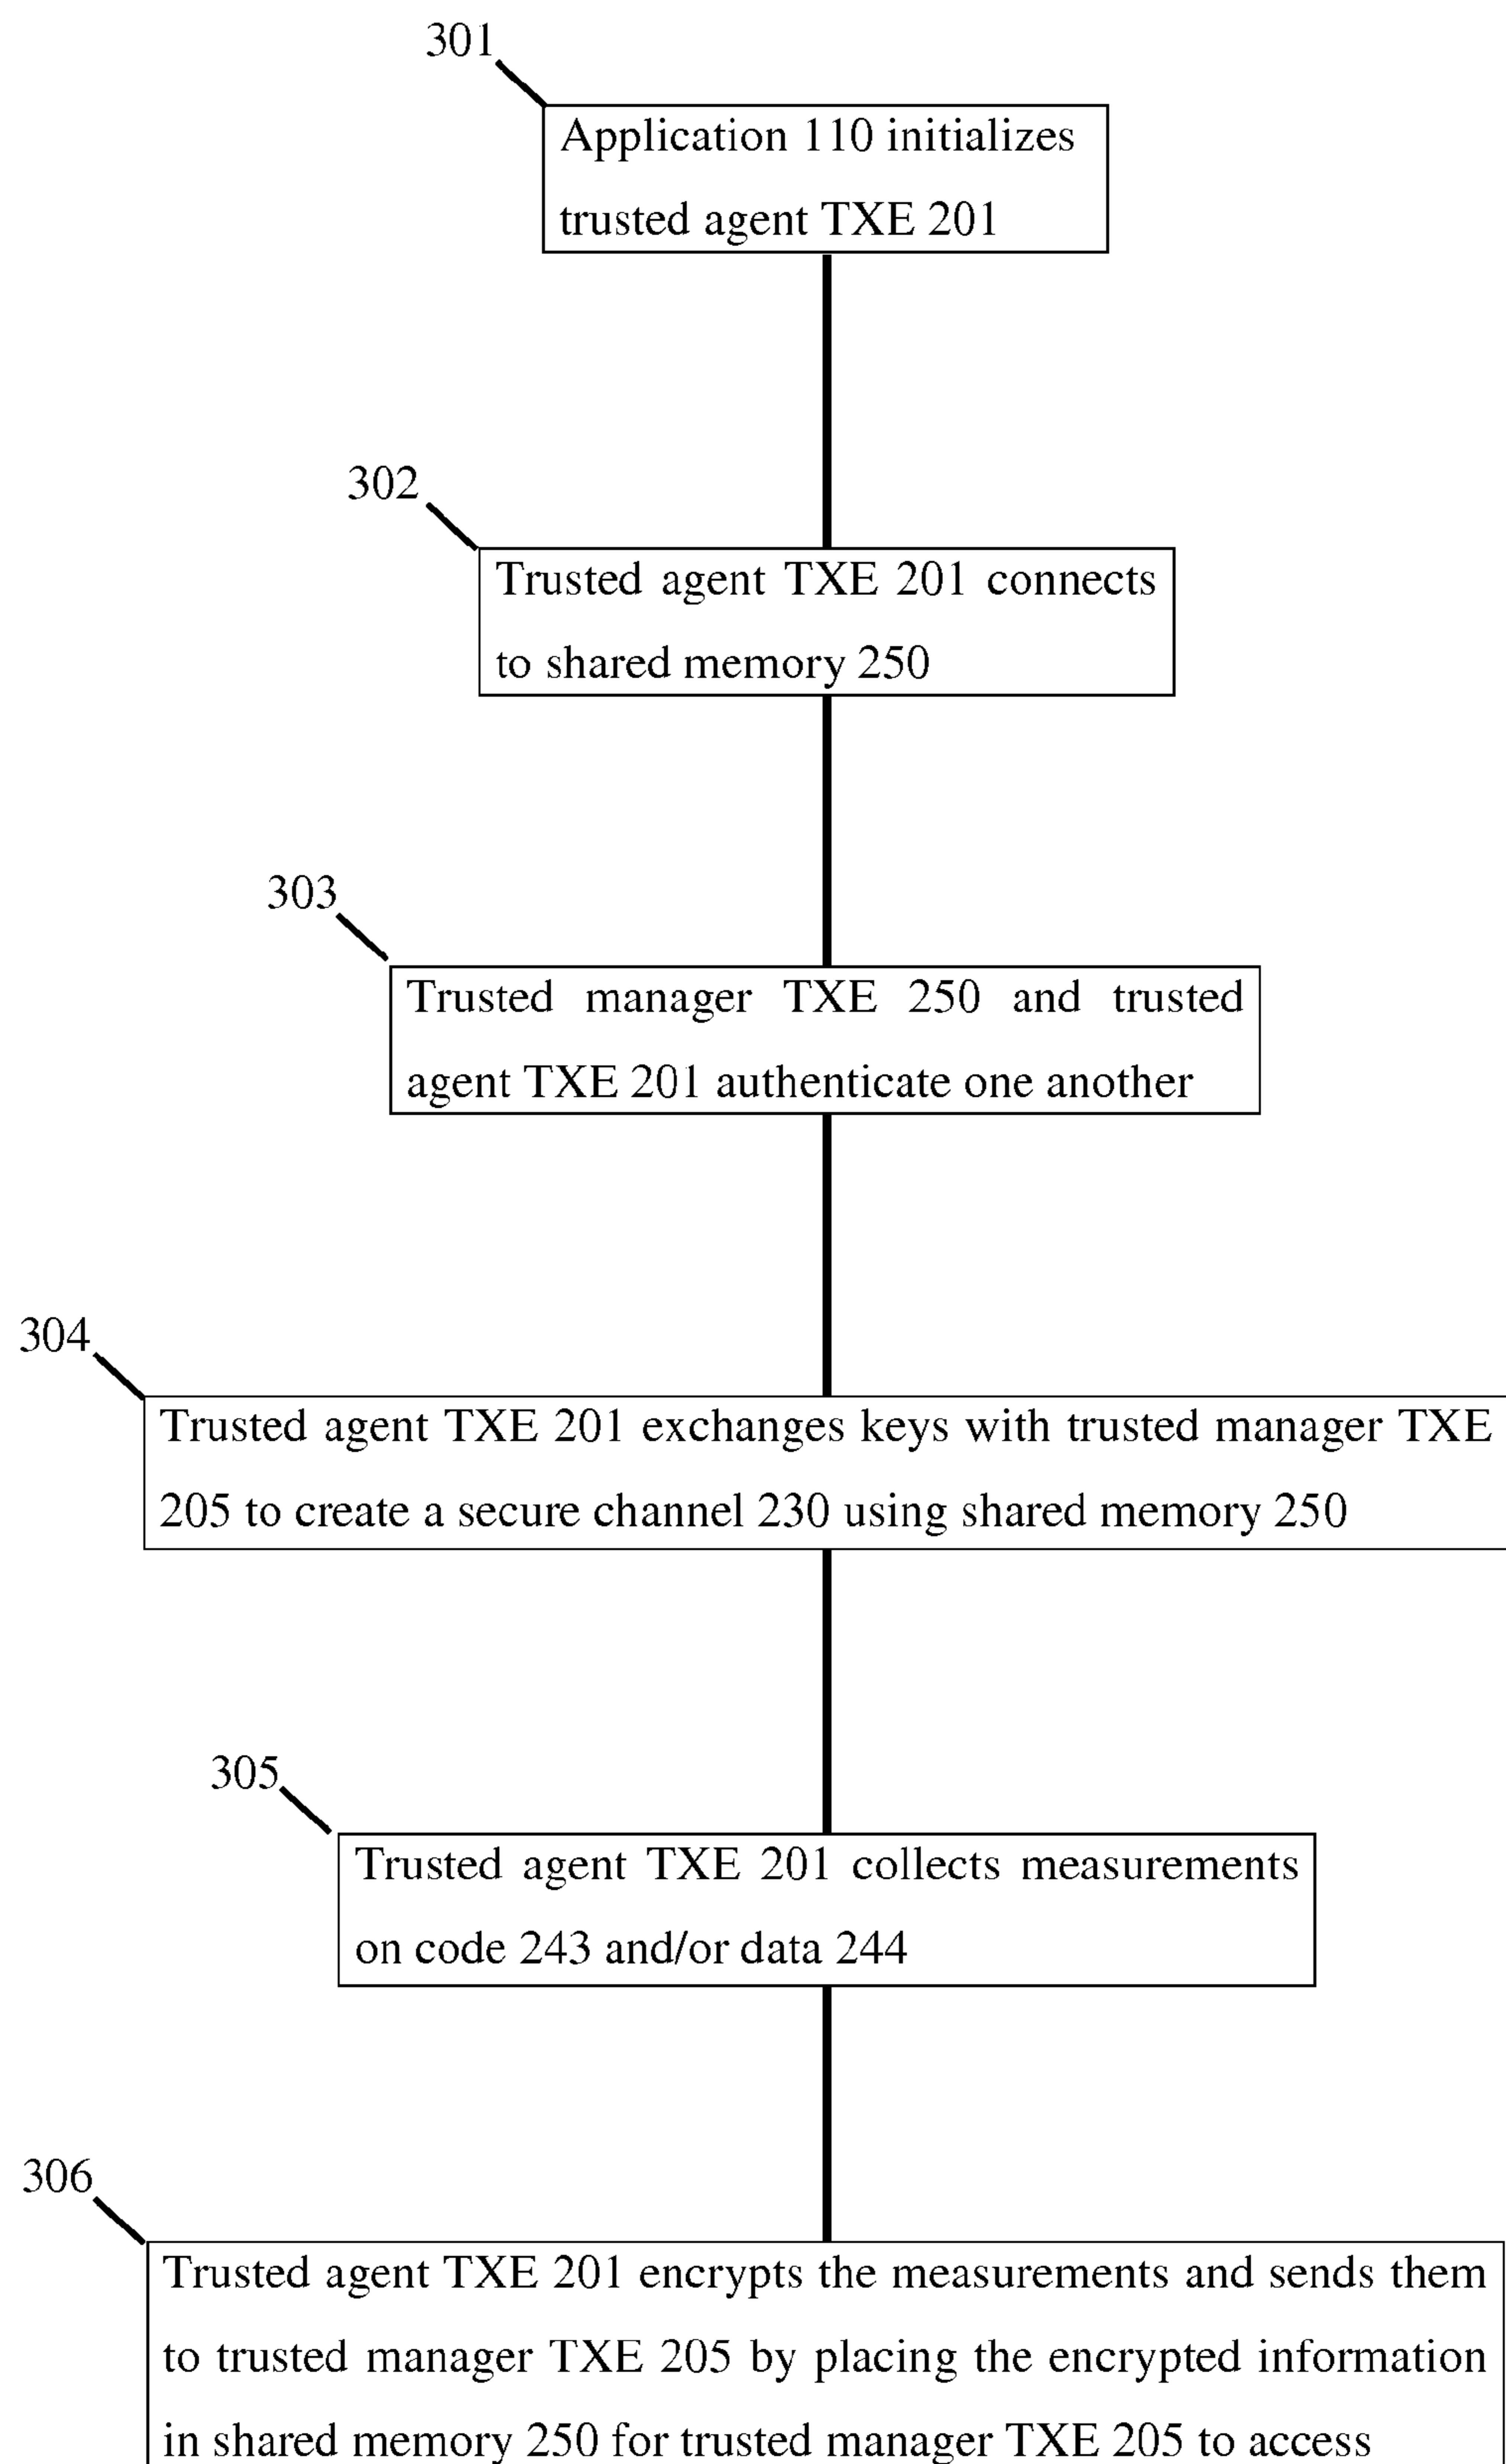 301
Application 110 initializes
trusted agent TXE 201
302
Trusted agent TXE 201 connects
to shared memory 250
303
Trusted manager TXE 250 and trusted
agent TXE 201 authenticate one another
304
Trusted agent TXE 201 exchanges keys with trusted manager TXE
205 to create a secure channel 230 using shared memory 250
305
Trusted agent TXE 201 collects measurements
on code 243 and/or data 244
306
Trusted agent TXE 201 encrypts the measurements and sends them
to trusted manager TXE 205 by placing the encrypted information
in shared memory 250 for trusted manager TXE 205 to access